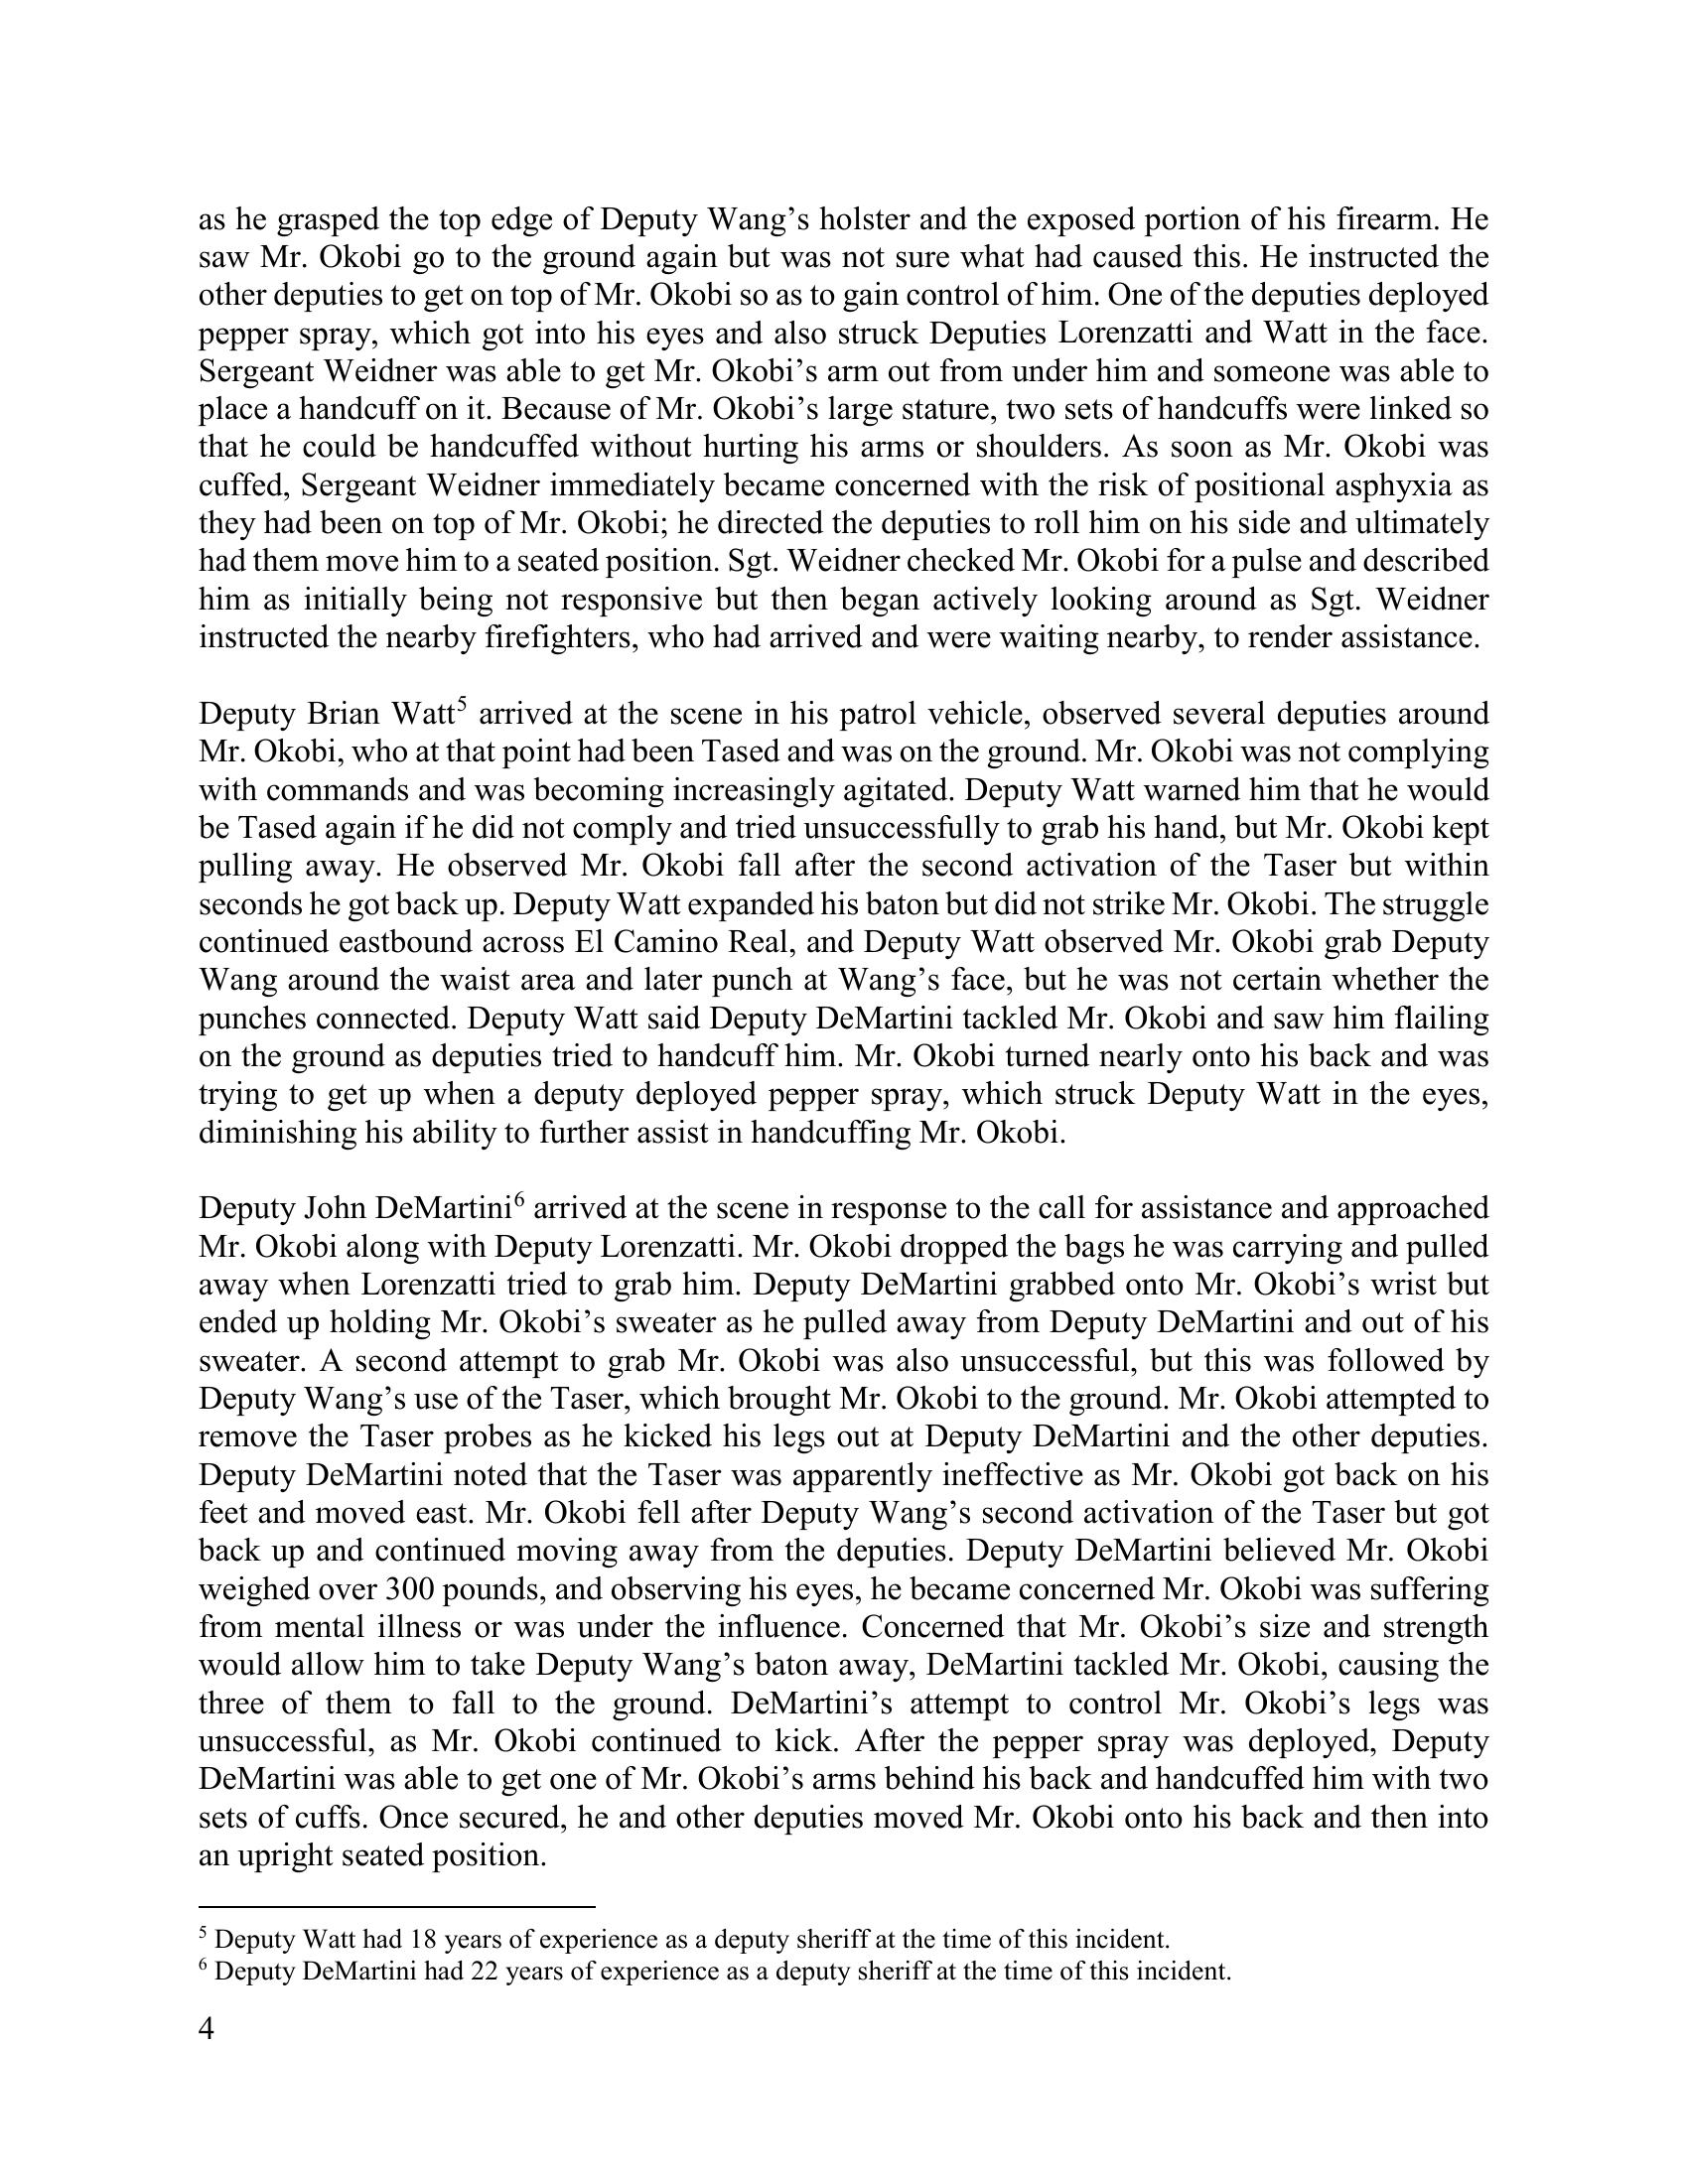 as he grasped the top edge of Deputy Wang’s holster and the exposed portion of his firearm. He
saw Mr. Okobi go to the ground again but was not sure what had caused this. He instructed the
other deputies to get on top of Mr. Okobi so as to gain control of him. One of the deputies deployed
pepper spray, which got into his eyes and also struck Deputies Lorenzatti and Watt in the face.
Sergeant Weidner was able to get Mr. Okobi’s arm out from under him and someone was able to
place a handcuff on it. Because of Mr. Okobi’s large stature, two sets of handcuffs were linked so
that he could be handcuffed without hurting his arms or shoulders. As soon as Mr. Okobi was
cuffed, Sergeant Weidner immediately became concerned with the risk of positional asphyxia as
they had been on top of Mr. Okobi; he directed the deputies to roll him on his side and ultimately
had them move him to a seated position. Sgt. Weidner checked Mr. Okobi for a pulse and described
him as initially being not responsive but then began actively looking around as Sgt. Weidner
instructed the nearby firefighters, who had arrived and were waiting nearby, to render assistance.
Deputy Brian Watt5 arrived at the scene in his patrol vehicle, observed several deputies around
Mr. Okobi, who at that point had been Tased and was on the ground. Mr. Okobi was not complying
with commands and was becoming increasingly agitated. Deputy Watt warned him that he would
be Tased again if he did not comply and tried unsuccessfully to grab his hand, but Mr. Okobi kept
pulling away. He observed Mr. Okobi fall after the second activation of the Taser but within
seconds he got back up. Deputy Watt expanded his baton but did not strike Mr. Okobi. The struggle
continued eastbound across El Camino Real, and Deputy Watt observed Mr. Okobi grab Deputy
Wang around the waist area and later punch at Wang’s face, but he was not certain whether the
punches connected. Deputy Watt said Deputy DeMartini tackled Mr. Okobi and saw him flailing
on the ground as deputies tried to handcuff him. Mr. Okobi turned nearly onto his back and was
trying to get up when a deputy deployed pepper spray, which struck Deputy Watt in the eyes,
diminishing his ability to further assist in handcuffing Mr. Okobi.
Deputy John DeMartini6 arrived at the scene in response to the call for assistance and approached
Mr. Okobi along with Deputy Lorenzatti. Mr. Okobi dropped the bags he was carrying and pulled
away when Lorenzatti tried to grab him. Deputy DeMartini grabbed onto Mr. Okobi’s wrist but
ended up holding Mr. Okobi’s sweater as he pulled away from Deputy DeMartini and out of his
sweater. A second attempt to grab Mr. Okobi was also unsuccessful, but this was followed by
Deputy Wang’s use of the Taser, which brought Mr. Okobi to the ground. Mr. Okobi attempted to
remove the Taser probes as he kicked his legs out at Deputy DeMartini and the other deputies.
Deputy DeMartini noted that the Taser was apparently ineffective as Mr. Okobi got back on his
feet and moved east. Mr. Okobi fell after Deputy Wang’s second activation of the Taser but got
back up and continued moving away from the deputies. Deputy DeMartini believed Mr. Okobi
weighed over 300 pounds, and observing his eyes, he became concerned Mr. Okobi was suffering
from mental illness or was under the influence. Concerned that Mr. Okobi’s size and strength
would allow him to take Deputy Wang’s baton away, DeMartini tackled Mr. Okobi, causing the
three of them to fall to the ground. DeMartini’s attempt to control Mr. Okobi’s legs was
unsuccessful, as Mr. Okobi continued to kick. After the pepper spray was deployed, Deputy
DeMartini was able to get one of Mr. Okobi’s arms behind his back and handcuffed him with two
sets of cuffs. Once secured, he and other deputies moved Mr. Okobi onto his back and then into
an upright seated position.
5 Deputy Watt had 18 years of experience as a deputy sheriff at the time of this incident.
6 Deputy DeMartini had 22 years of experience as a deputy sheriff at the time of this incident.
4